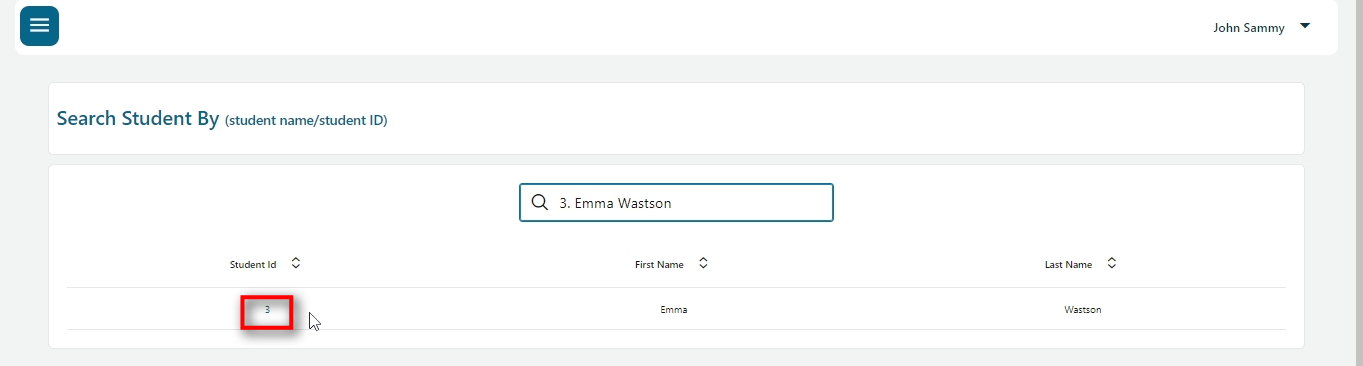 John Sammy
Search Student By (student name/student ID)
3. Emma Wastson
Student Id First Name Last Name
3 Emma Wastson